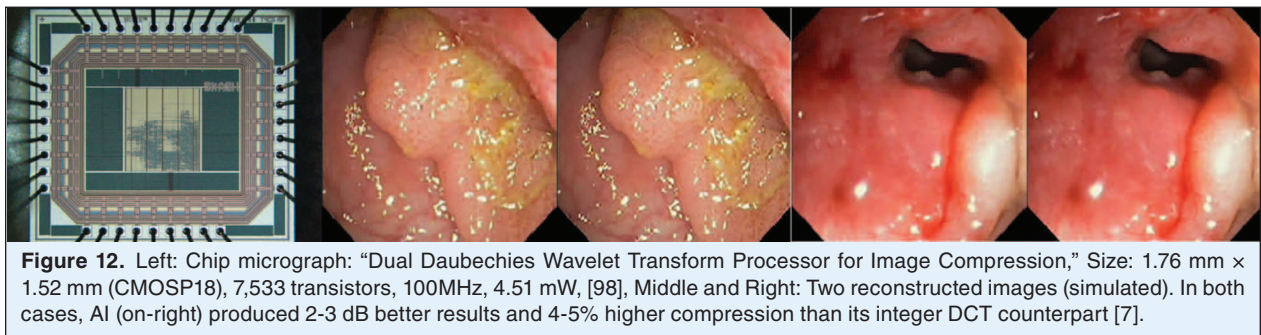 Figure 12. Left: Chip micrograph: “Dual Daubechies Wavelet Transform Processor for Image Compression,” Size: 1.76 mm ×
1.52 mm (CMOSP18), 7,533 transistors, 100MHz, 4.51 mW, [98], Middle and Right: Two reconstructed images (simulated). In both
cases, AI (on-right) produced 2-3 dB better results and 4-5% higher compression than its integer DCT counterpart [7].